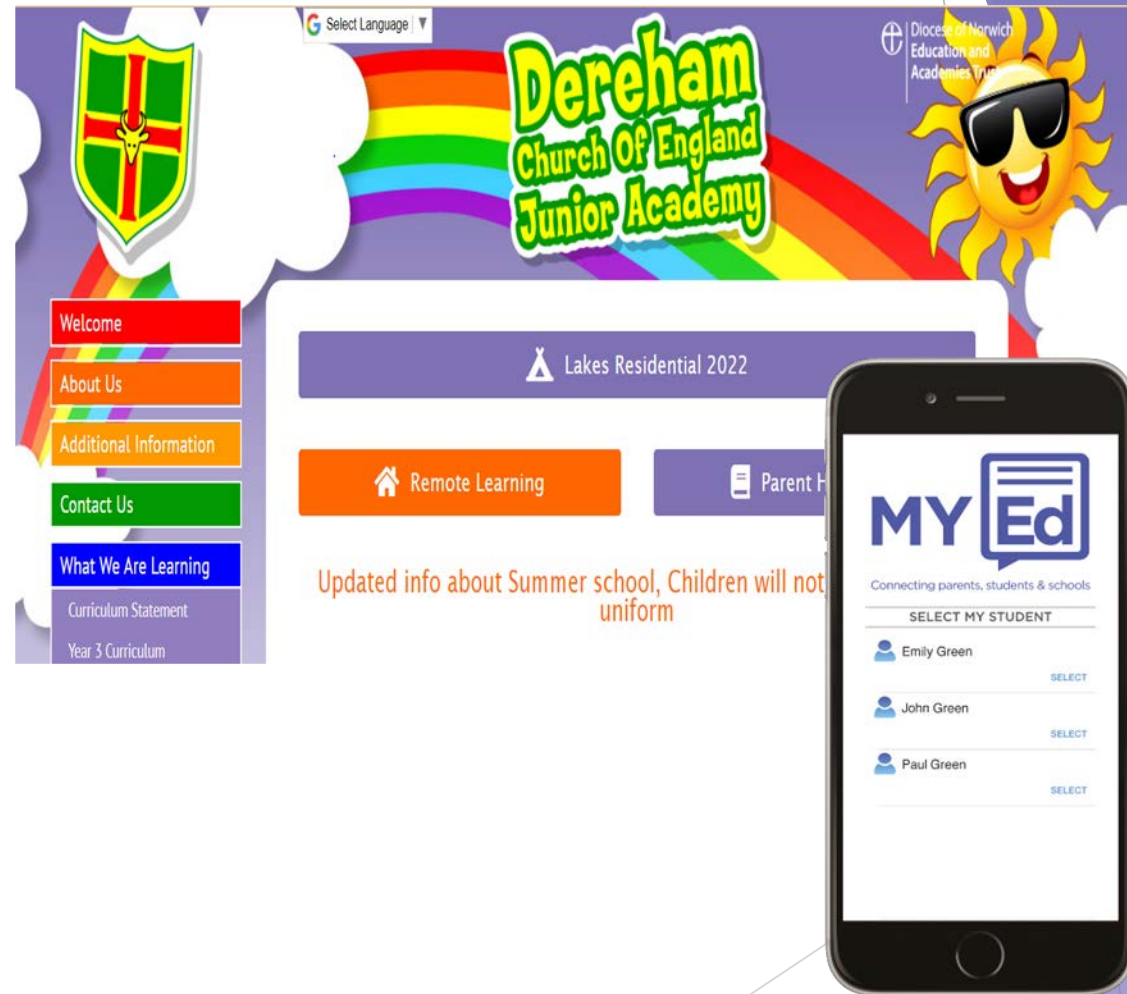 Select Language ▼
Dereham
Church Of England
Junior Academy
Diocese of Norwich
Education and
Academies Trust
Welcome
About Us
Additional Information
Contact Us
What We Are Learning
Curriculum Statement
Year 3 Curriculum
Lakes Residential 2022
Remote Learning
Parent H
Updated info about Summer school, Children will not
uniform
MY Ed
Connecting parents, students & schools
SELECT MY STUDENT
Emily Green
SELECT
John Green
SELECT
Paul Green
SELECT